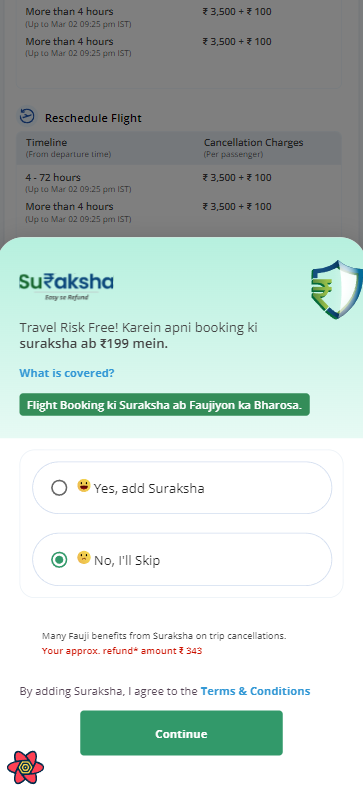 More than 4 hours ₹ 3,500 + ₹ 100
(Up to Mar 02 09:25 pm IST)
More than 4 hours ₹ 3,500 + ₹ 100
(Up to Mar 02 09:25 pm IST)
Reschedule Flight
Timeline Cancellation Charges
(From departure time) (Per passenger)
4 - 72 hours ₹ 3,500 + ₹ 100
(Up to Mar 02 09:25 pm IST)
More than 4 hours ₹ 3,500 + ₹ 100
(Up to Mar 02 09:25 pm IST)
Su₹aksha
Easy se Refund
Travel Risk Free! Karein apni booking ki
suraksha ab ₹199 mein.
What is covered?
Flight Booking ki Suraksha ab Faujiyon ka Bharosa.
Yes, add Suraksha
No, I'll Skip
Many Fauji benefits from Suraksha on trip cancellations.
Your approx. refund* amount ₹ 343
By adding Suraksha, I agree to the Terms & Conditions
Continue